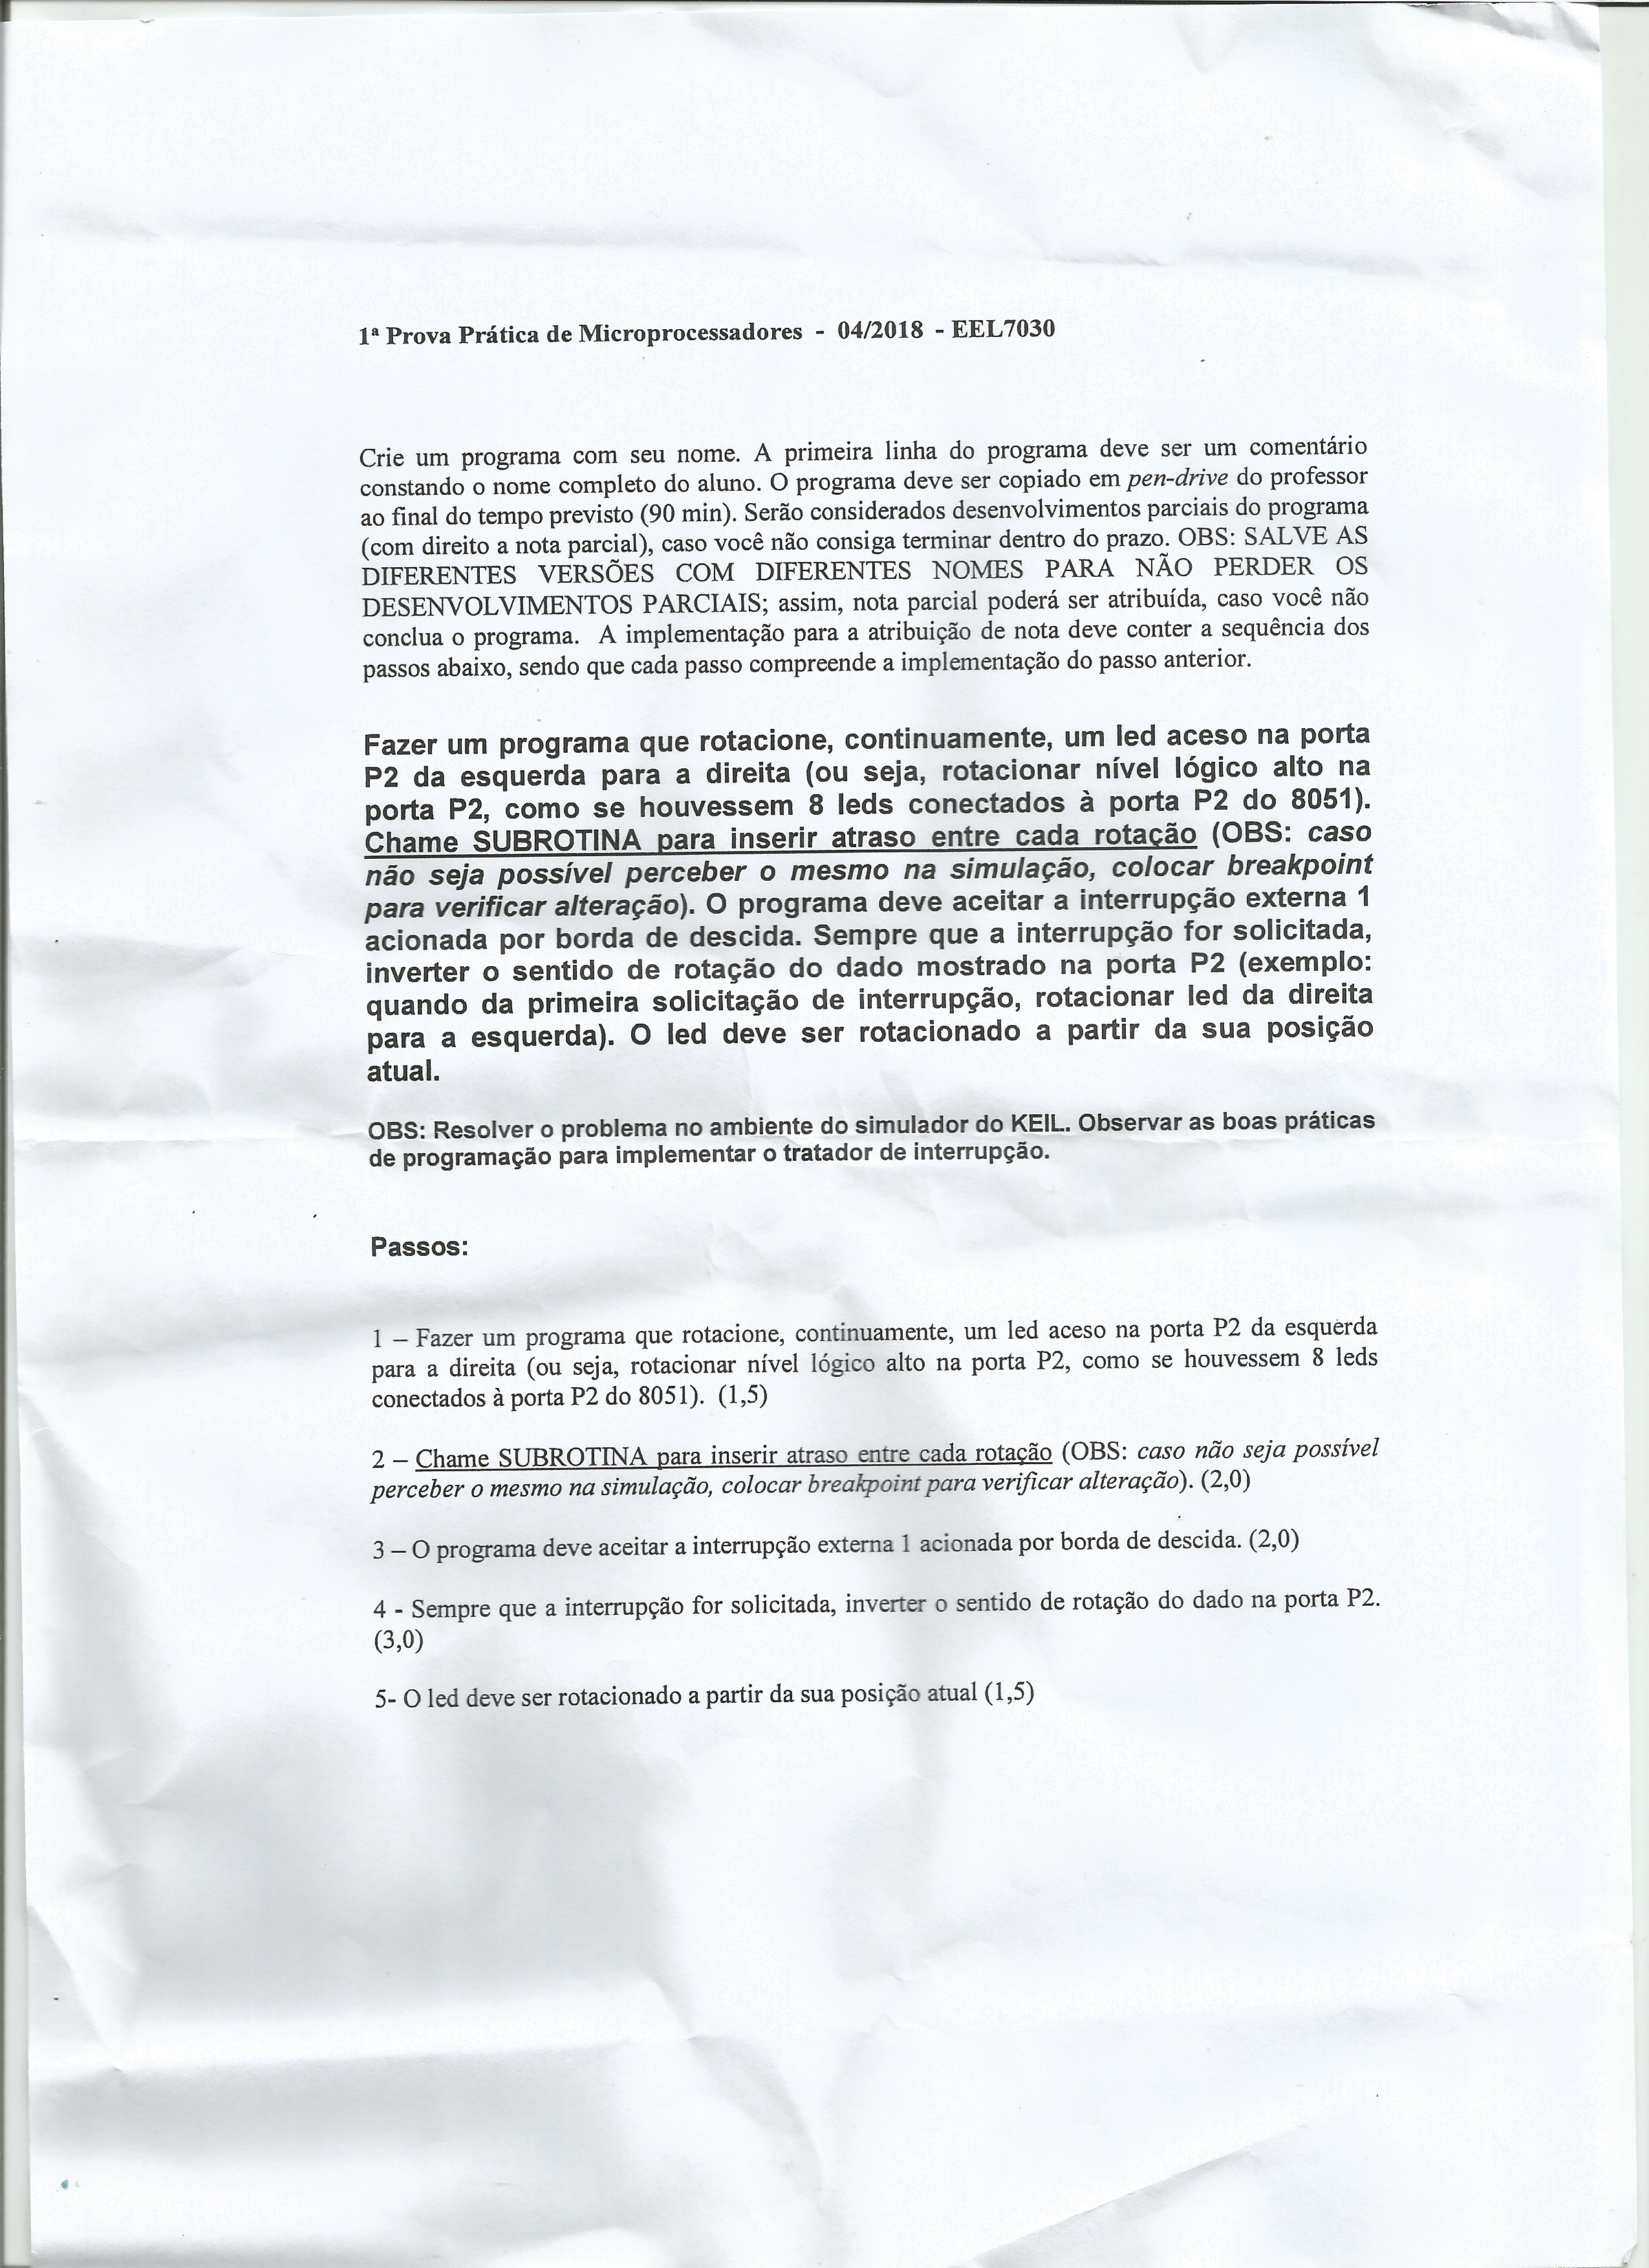 1ª Prova Prática de Microprocessadores - 04/2018 - EEL7030
Crie um programa com seu nome. A primeira linha do programa deve ser um comentário
constando o nome completo do aluno. O programa deve ser copiado em pen-drive do professor
ao final do tempo previsto (90 min). Serão considerados desenvolvimentos parciais do programa
(com direito a nota parcial), caso você não consiga terminar dentro do prazo. OBS: SALVE AS
DIFERENTES VERSÕES COM DIFERENTES NOMES PARA NÃO PERDER OS
DESENVOLVIMENTOS PARCIAIS; assim, nota parcial poderá ser atribuída, caso você não
conclua o programa. A implementação para a atribuição de nota deve conter a sequência dos
passos abaixo, sendo que cada passo compreende a implementação do passo anterior.
Fazer um programa que rotacione, continuamente, um led aceso na porta
P2 da esquerda para a direita (ou seja, rotacionar nível lógico alto na
porta P2, como se houvessem 8 leds conectados à porta P2 do 8051).
Chame SUBROTINA para inserir atraso entre cada rotação (OBS: caso
não seja possível perceber o mesmo na simulação, colocar breakpoint
para verificar alteração). O programa deve aceitar a interrupção externa 1
acionada por borda de descida. Sempre que a interrupção for solicitada,
inverter o sentido de rotação do dado mostrado na porta P2 (exemplo:
quando da primeira solicitação de interrupção, rotacionar led da direita
para a esquerda). O led deve ser rotacionado a partir da sua posição
atual.
OBS: Resolver o problema no ambiente do simulador do KEIL. Observar as boas práticas
de programação para implementar o tratador de interrupção.
Passos:
1 – Fazer um programa que rotacione, continuamente, um led aceso na porta P2 da esquerda
para a direita (ou seja, rotacionar nível lógico alto na porta P2, como se houvessem 8 leds
conectados à porta P2 do 8051). (1,5)
2 – Chame SUBROTINA para inserir atraso entre cada rotação (OBS: caso não seja possível
perceber o mesmo na simulação, colocar breakpoint para verificar alteração). (2,0)
3 – O programa deve aceitar a interrupção externa 1 acionada por borda de descida. (2,0)
4 - Sempre que a interrupção for solicitada, inverter o sentido de rotação do dado na porta P2.
(3,0)
5- O led deve ser rotacionado a partir da sua posição atual (1,5)